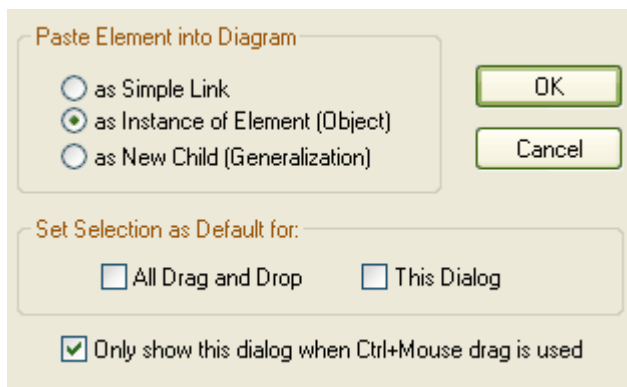 Paste Element into Diagram
as Simple Link
OK
as Instance of Element (Object)
as New Child (Generalization)
Cancel
Set Selection as Default for:
All Drag and Drop
This Dialog
Only show this dialog when Ctrl+Mouse drag is used